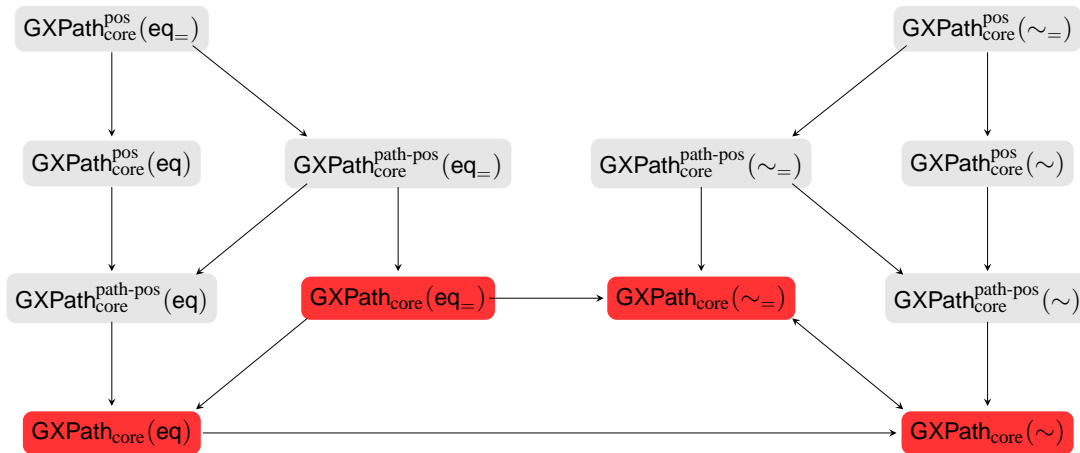 GXPath^pos_core(eq_=)
GXPath^pos_core(∼_=)
GXPath^pos_core(eq)
GXPath^path-pos_core(eq_=)
GXPath^path-pos_core(∼_=)
GXPath^pos_core(∼)
GXPath^path-pos_core(eq)
GXPath_core(eq_=)
GXPath_core(∼_=)
GXPath^path-pos_core(∼)
GXPath_core(eq)
GXPath_core(∼)